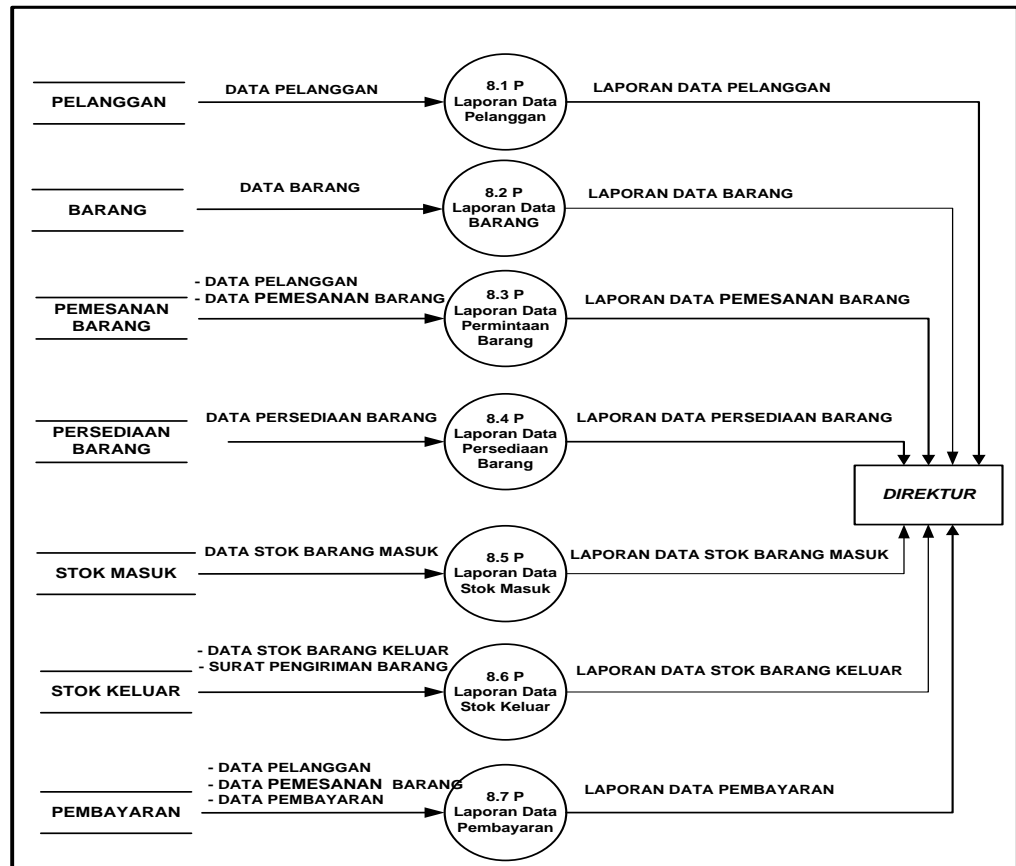 PELANGGAN
DATA PELANGGAN
8.1 P
Laporan Data
Pelanggan
LAPORAN DATA PELANGGAN
BARANG
DATA BARANG
8.2 P
Laporan Data
BARANG
LAPORAN DATA BARANG
PEMESANAN
BARANG
- DATA PELANGGAN
- DATA PEMESANAN BARANG
8.3 P
Laporan Data
Permintaan
Barang
LAPORAN DATA PEMESANAN BARANG
PERSEDIAAN
BARANG
DATA PERSEDIAAN BARANG
8.4 P
Laporan Data
Persediaan
Barang
LAPORAN DATA PERSEDIAAN BARANG
DIREKTUR
STOK MASUK
DATA STOK BARANG MASUK
8.5 P
Laporan Data
Stok Masuk
LAPORAN DATA STOK BARANG MASUK
STOK KELUAR
- DATA STOK BARANG KELUAR
- SURAT PENGIRIMAN BARANG
8.6 P
Laporan Data
Stok Keluar
LAPORAN DATA STOK BARANG KELUAR
PEMBAYARAN
- DATA PELANGGAN
- DATA PEMESANAN BARANG
- DATA PEMBAYARAN
8.7 P
Laporan Data
Pembayaran
LAPORAN DATA PEMBAYARAN